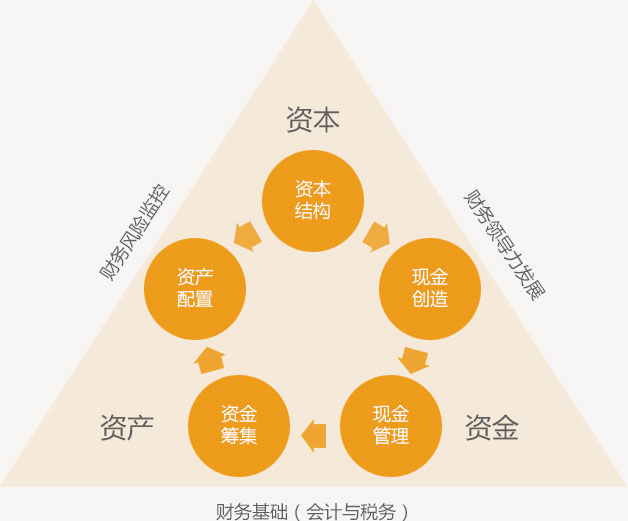 资本
资本
结构
财务风险监控
财务领导力发展
资产
配置
现金
创造
资产
资金
筹集
现金
管理
资金
财务基础（会计与税务）